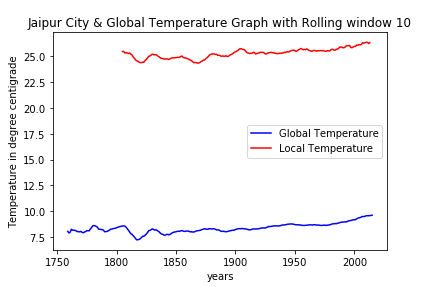 Jaipur City & Global Temperature Graph with Rolling window 10
Temperature in degree centigrade
25.0
22.5
20.0
17.5
15.0
12.5
10.0
7.5
Global Temperature
Local Temperature
1750 1800 1850 1900 1950 2000
years